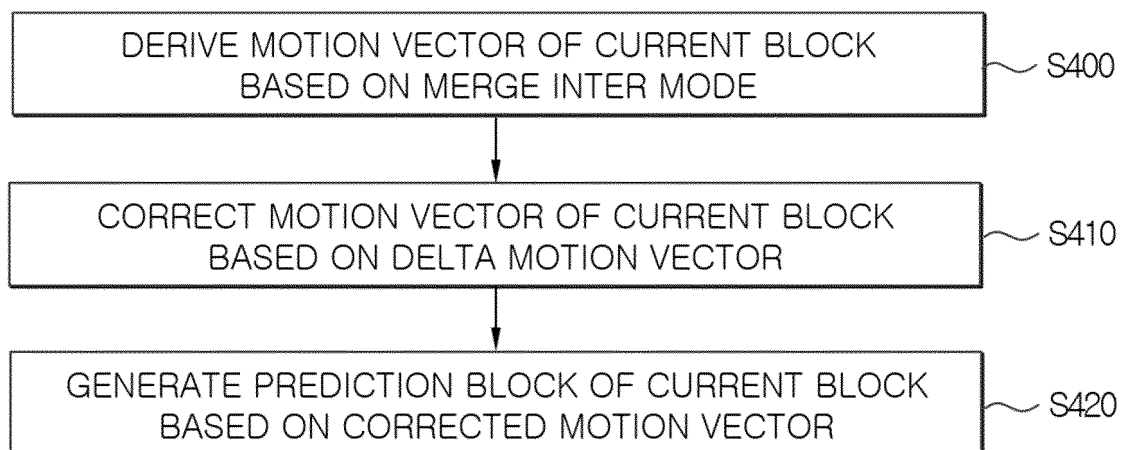 DERIVE MOTION VECTOR OF CURRENT BLOCK
BASED ON MERGE INTER MODE
S400
CORRECT MOTION VECTOR OF CURRENT BLOCK
BASED ON DELTA MOTION VECTOR
S410
GENERATE PREDICTION BLOCK OF CURRENT BLOCK
BASED ON CORRECTED MOTION VECTOR
S420